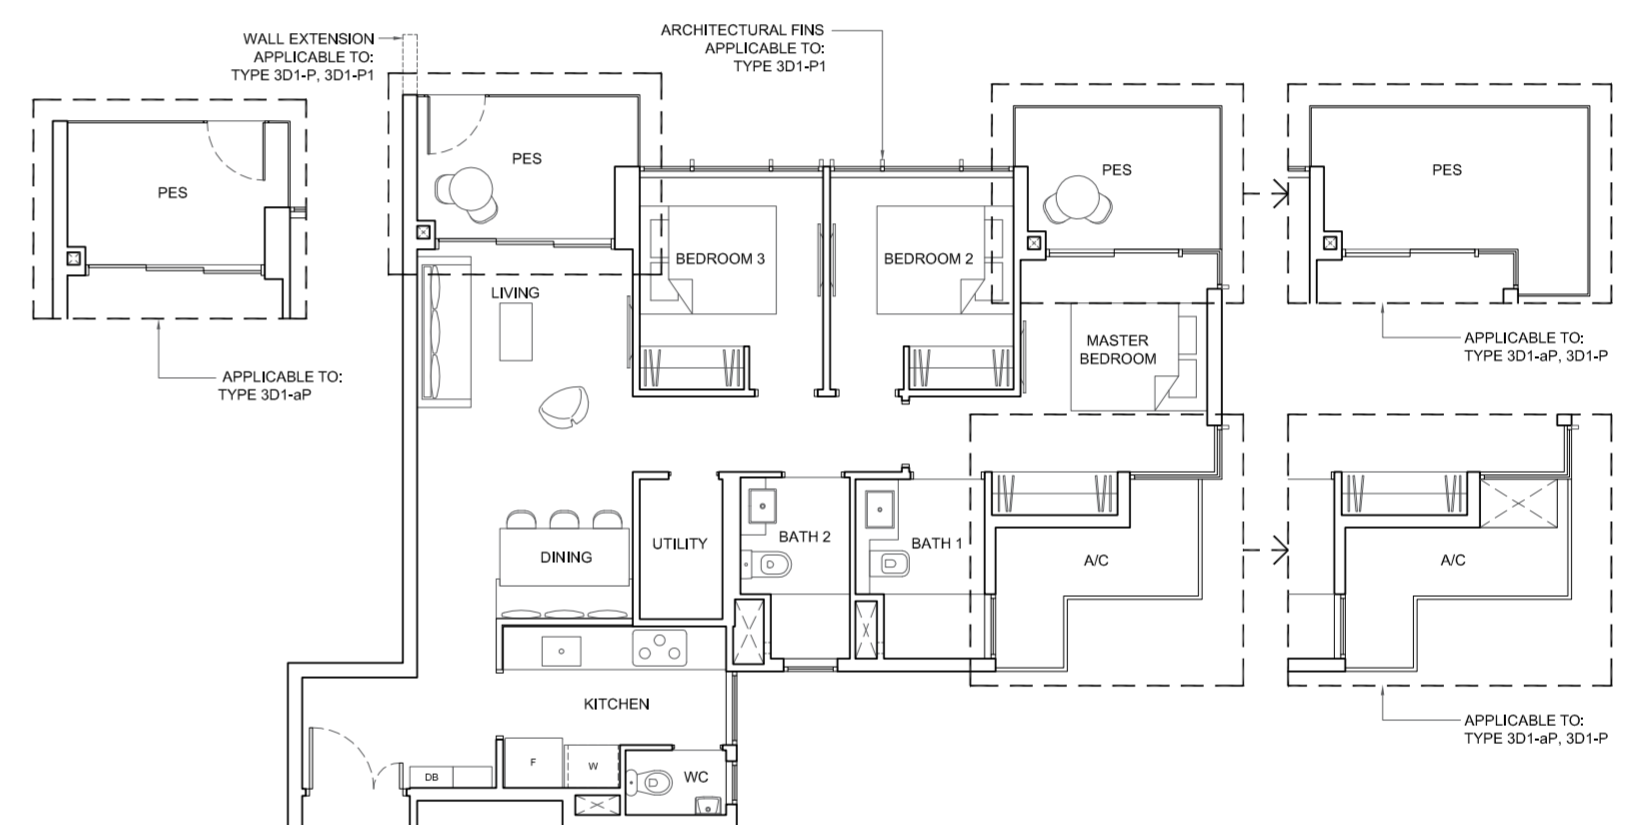 WALL EXTENSION
APPLICABLE TO:
TYPE 3D1-P, 3D1-P1
ARCHITECTURAL FINS
APPLICABLE TO:
TYPE 3D1-P1
PES
PES
PES
PES
BEDROOM 3
BEDROOM 2
LIVING
MASTER
BEDROOM
APPLICABLE TO:
TYPE 3D1-aP, 3D1-P
APPLICABLE TO:
TYPE 3D1-aP
DINING
UTILITY
BATH 2
BATH 1
A/C
A/C
KITCHEN
APPLICABLE TO:
TYPE 3D1-aP, 3D1-P
F
W
DB
WC